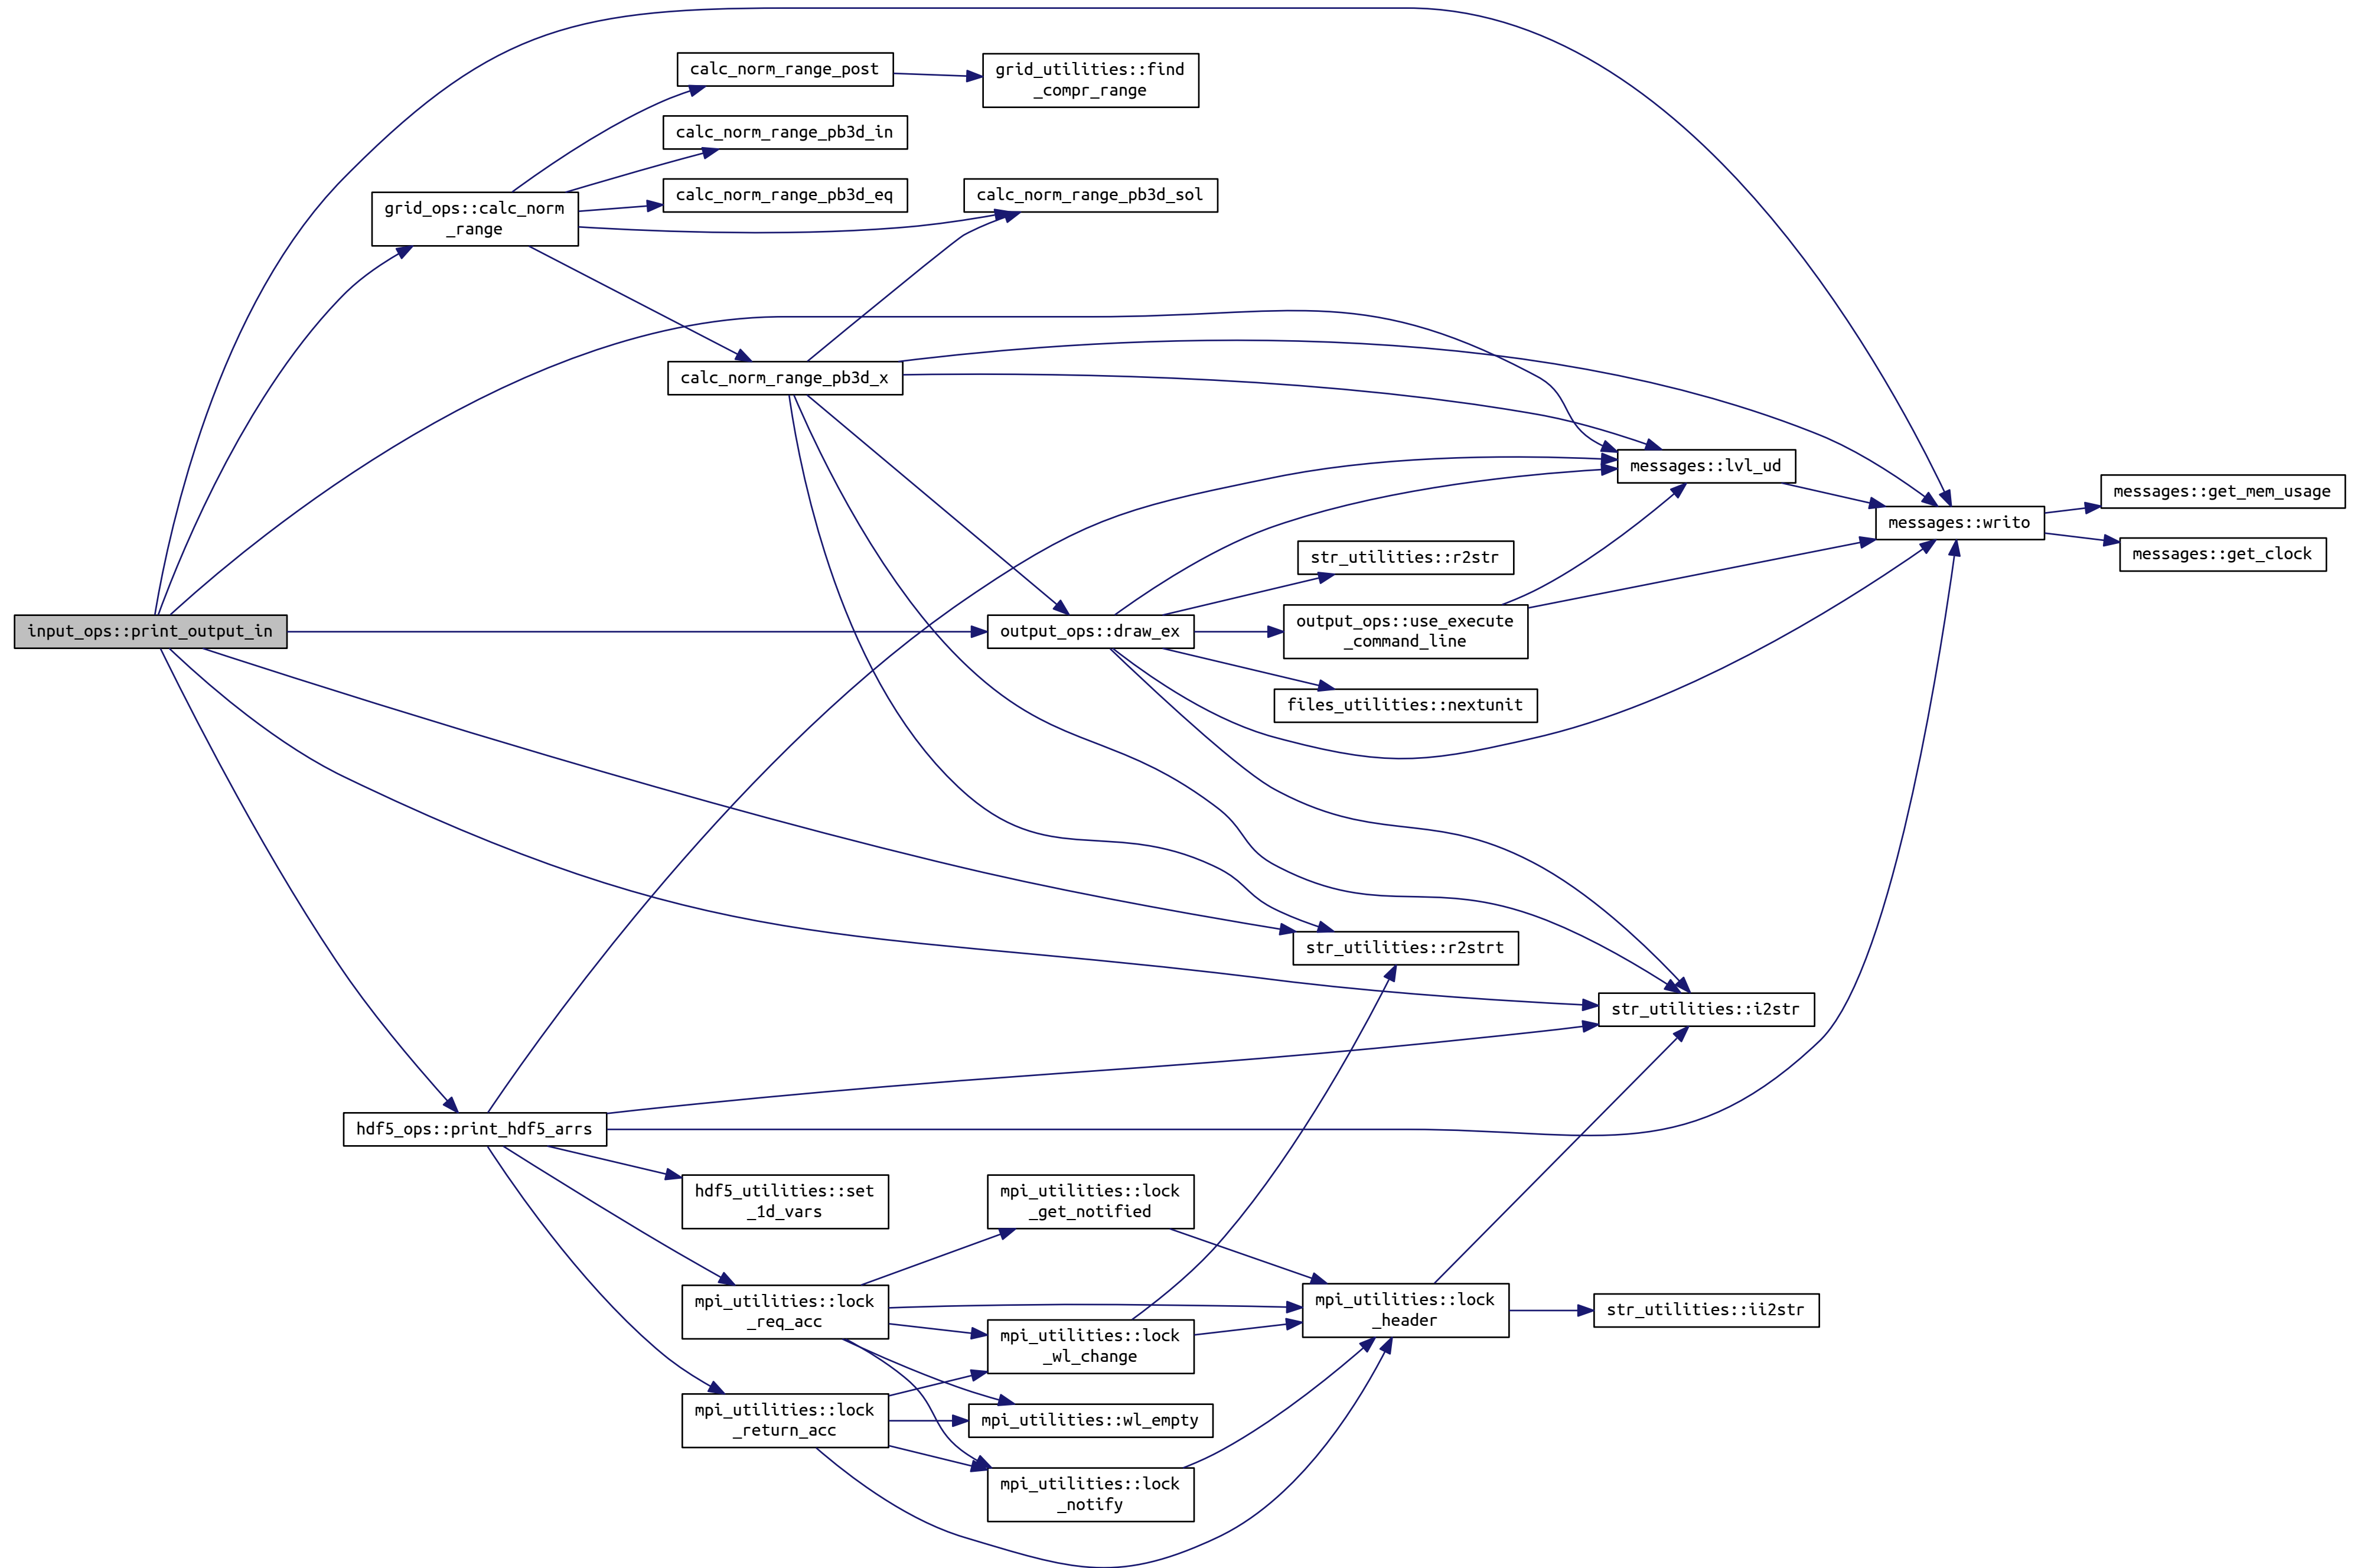 calc_norm_range_post
grid_utilities::find
_compr_range
calc_norm_range_pb3d_in
grid_ops::calc_norm
_range
calc_norm_range_pb3d_eq
calc_norm_range_pb3d_sol
calc_norm_range_pb3d_x
messages::lvl_ud
messages::get_mem_usage
messages::writo
messages::get_clock
str_utilities::r2str
input_ops::print_output_in
output_ops::draw_ex
output_ops::use_execute
_command_line
files_utilities::nextunit
str_utilities::r2strt
str_utilities::i2str
hdf5_ops::print_hdf5_arrs
hdf5_utilities::set
_1d_vars
mpi_utilities::lock
_get_notified
mpi_utilities::lock
_req_acc
mpi_utilities::lock
_header
str_utilities::ii2str
mpi_utilities::lock
_wl_change
mpi_utilities::lock
_return_acc
mpi_utilities::wl_empty
mpi_utilities::lock
_notify